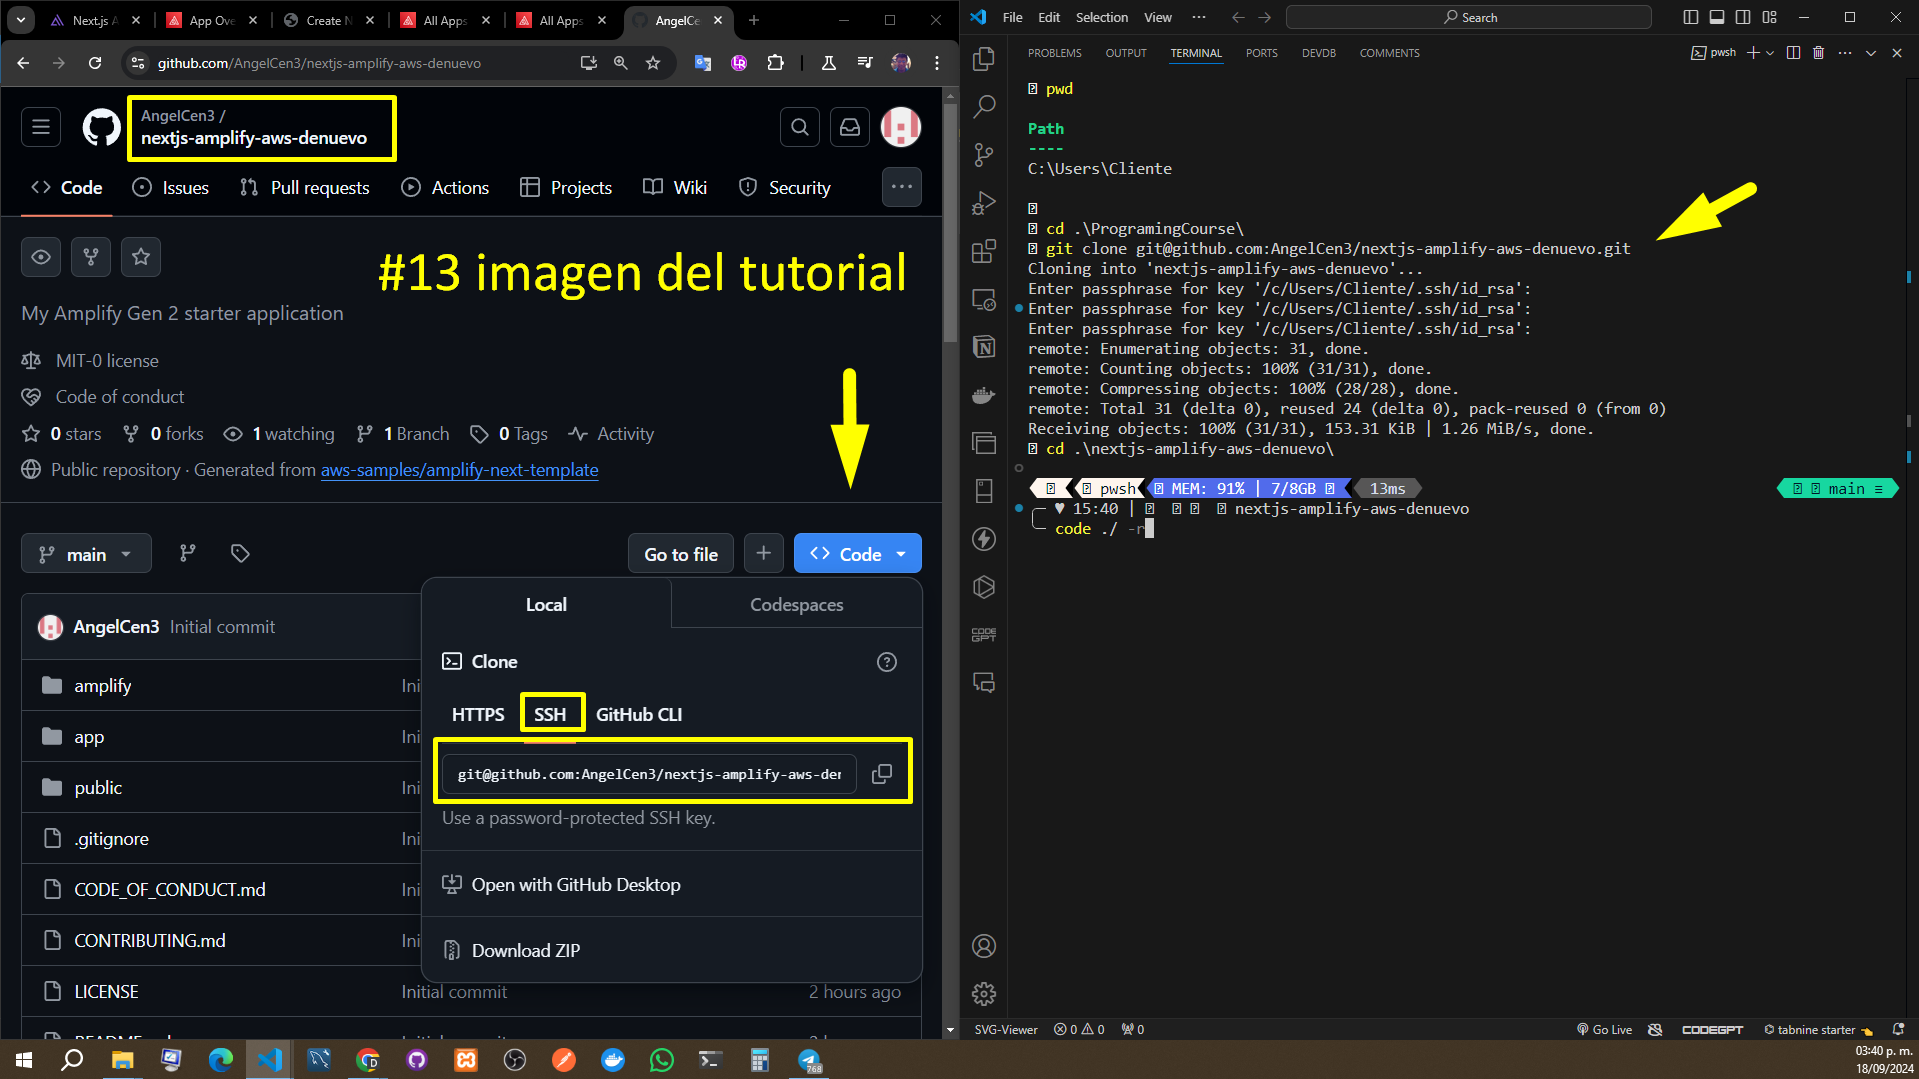 Next.js A
App Ove
Create N
All Apps
All Apps
AngelCe
github.com/AngelCen3/nextjs-amplify-aws-denuevo
AngelCen3 /
nextjs-amplify-aws-denuevo
Code
Issues
Pull requests
Actions
Projects
Wiki
Security
#13 imagen del tutorial
My Amplify Gen 2 starter application
MIT-0 license
Code of conduct
0 stars
0 forks
1 watching
1 Branch
0 Tags
Activity
Public repository · Generated from aws-samples/amplify-next-template
main
Go to file
Code
Local
Codespaces
AngelCen3 Initial commit
Clone
HTTPS
SSH
GitHub CLI
git@github.com:AngelCen3/nextjs-amplify-aws-der
Use a password-protected SSH key.
Open with GitHub Desktop
Download ZIP
amplify
Ini
app
Ini
public
Ini
.gitignore
Ini
CODE_OF_CONDUCT.md
Ini
CONTRIBUTING.md
Ini
LICENSE
Initial commit
2 hours ago
File
Edit
Selection
View
Search
PROBLEMS
OUTPUT
TERMINAL
PORTS
DEVDB
COMMENTS
pwsh
pwd
Path
----
C:\Users\Cliente
cd .\ProgramingCourse\
git clone git@github.com:AngelCen3/nextjs-amplify-aws-denuevo.git
Cloning into 'nextjs-amplify-aws-denuevo'...
Enter passphrase for key '/c/Users/Cliente/.ssh/id_rsa':
Enter passphrase for key '/c/Users/Cliente/.ssh/id_rsa':
Enter passphrase for key '/c/Users/Cliente/.ssh/id_rsa':
remote: Enumerating objects: 31, done.
remote: Counting objects: 100% (31/31), done.
remote: Compressing objects: 100% (28/28), done.
remote: Total 31 (delta 0), reused 24 (delta 0), pack-reused 0 (from 0)
Receiving objects: 100% (31/31), 153.31 KiB | 1.26 MiB/s, done.
cd .\nextjs-amplify-aws-denuevo\
pwsh
MEM: 91% | 7/8GB
13ms
main ≡
♥ 15:40 | nextjs-amplify-aws-denuevo
code ./ -r
CODE
GPT
SVG-Viewer
0
0
0
Go Live
CODEGPT
tabnine starter
768
03:40 p. m.
18/09/2024